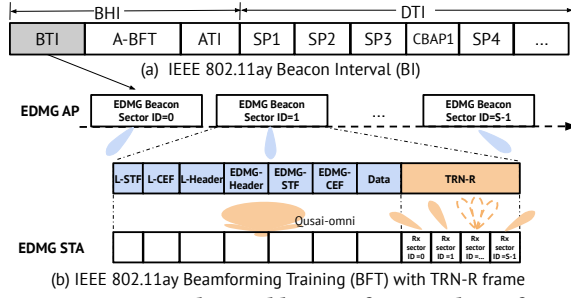 BHI DTI
BTI A-BFT ATI SP1 SP2 SP3 CBAP1 SP4 ...
(a) IEEE 802.11ay Beacon Interval (BI)
EDMG AP
EDMG Beacon
Sector ID=0
EDMG Beacon
Sector ID=1
...
EDMG Beacon
Sector ID=S-1
L-STF L-CEF L-Header EDMG-Header EDMG-STF EDMG-CEF Data TRN-R
Qusai-omni
EDMG STA
Rx sector ID=0
Rx sector ID=1
Rx sector ID=...
Rx sector ID=S-1
(b) IEEE 802.11ay Beamforming Training (BFT) with TRN-R frame